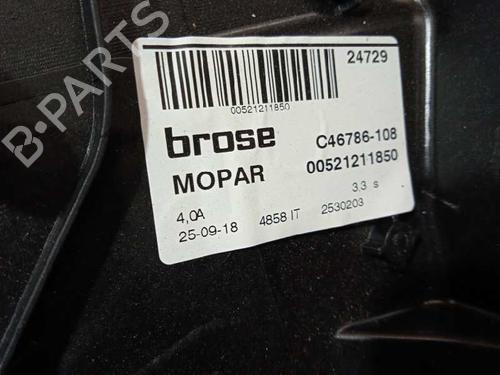 24729
00521211850
brose
C46786-108
MOPAR
00521211850
3,3 s
4,0A
25-09-18
4858 IT
2530203
B-PARTS